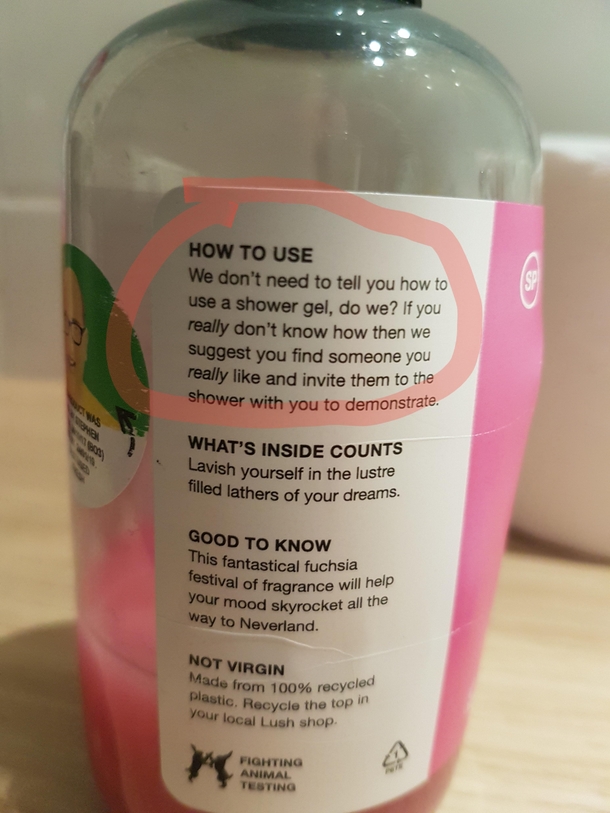 HOW TO USE
We don't need to tell you how to
use a shower gel, do we? If you
really don't know how then we
suggest you find someone you
really like and invite them to the
shower with you to demonstrate.
WHAT'S INSIDE COUNTS
Lavish yourself in the lustre
filled lathers of your dreams.
GOOD TO KNOW
This fantastical fuchsia
festival of fragrance will help
your mood skyrocket all the
way to Neverland.
NOT VIRGIN
Made from 100% recycled
plastic. Recycle the top in
your local Lush shop.
FIGHTING
ANIMAL
TESTING
1
SP
WAS
STEPHEN